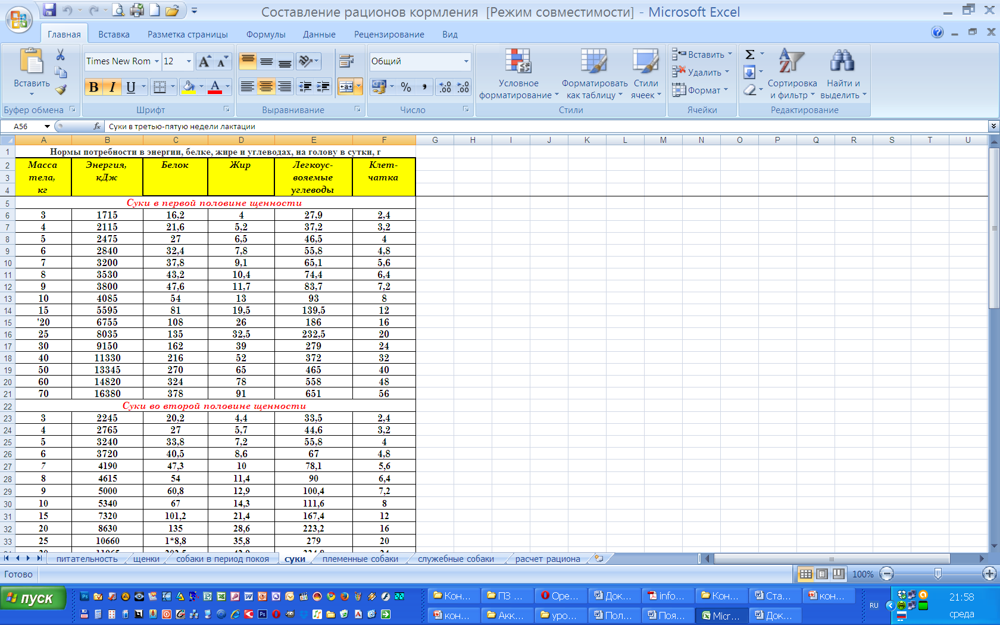 Составление рационов кормления [Режим совместимости] - Microsoft Excel
Главная Вставка Разметка страницы Формулы Данные Рецензирование Вид
Times New Rom 12 Общий
Вставить
Буфер обмена Шрифт Выравнивание Число
Условное форматирование
Форматировать как таблицу
Стили ячеек
Стили
Вставить
Удалить
Формат
Ячейки
Сортировка и фильтр
Найти и выделить
Редактирование
A56 fx Суки в третью-пятую недели лактации
A B C D E F G H I J K L M N O P Q R S T U
1 Нормы потребности в энергии, белке, жире и углеводах, на голову в сутки, г
2 Масса Энергия, Белок Жир Легкоус- Клет-
3 тела, кДж вояемые чатка
4 кг углеводы
5 Суки в первой половине щенности
6 3 1715 16,2 4 27,9 2,4
7 4 2115 21,6 5,2 37,2 3,2
8 5 2475 27 6,5 46,5 4
9 6 2840 32,4 7,8 55,8 4,8
10 7 3200 37,8 9,1 65,1 5,6
11 8 3530 43,2 10,4 74,4 6,4
12 9 3800 47,6 11,7 83,7 7,2
13 10 4085 54 13 93 8
14 15 5595 81 19,5 139,5 12
15 '20 6755 108 26 186 16
16 25 8035 135 32,5 232,5 20
17 30 9150 162 39 279 24
18 40 11330 216 52 372 32
19 50 13345 270 65 465 40
20 60 14820 324 78 558 48
21 70 16380 378 91 651 56
22 Суки во второй половине щенности
23 3 2245 20,2 4,4 33,5 2,4
24 4 2765 27 5,7 44,6 3,2
25 5 3240 33,8 7,2 55,8 4
26 6 3720 40,5 8,6 67 4,8
27 7 4190 47,3 10 78,1 5,6
28 8 4615 54 11,4 90 6,4
29 9 5000 60,8 12,9 100,4 7,2
30 10 5340 67 14,3 111,6 8
31 15 7320 101,2 21,4 167,4 12
32 20 8630 135 28,6 223,2 16
33 25 10660 1*8,8 35,8 279 20
питательность щенки собаки в период покоя суки племенные собаки служебные собаки расчет рациона
Готово 100%
пуск
Кон... ПЗ ... Opе... Док... info... Кон... Ста... кон...
RU 21:58
кон... Акк... уро... Пол... Поя... Micr... Док...
среда